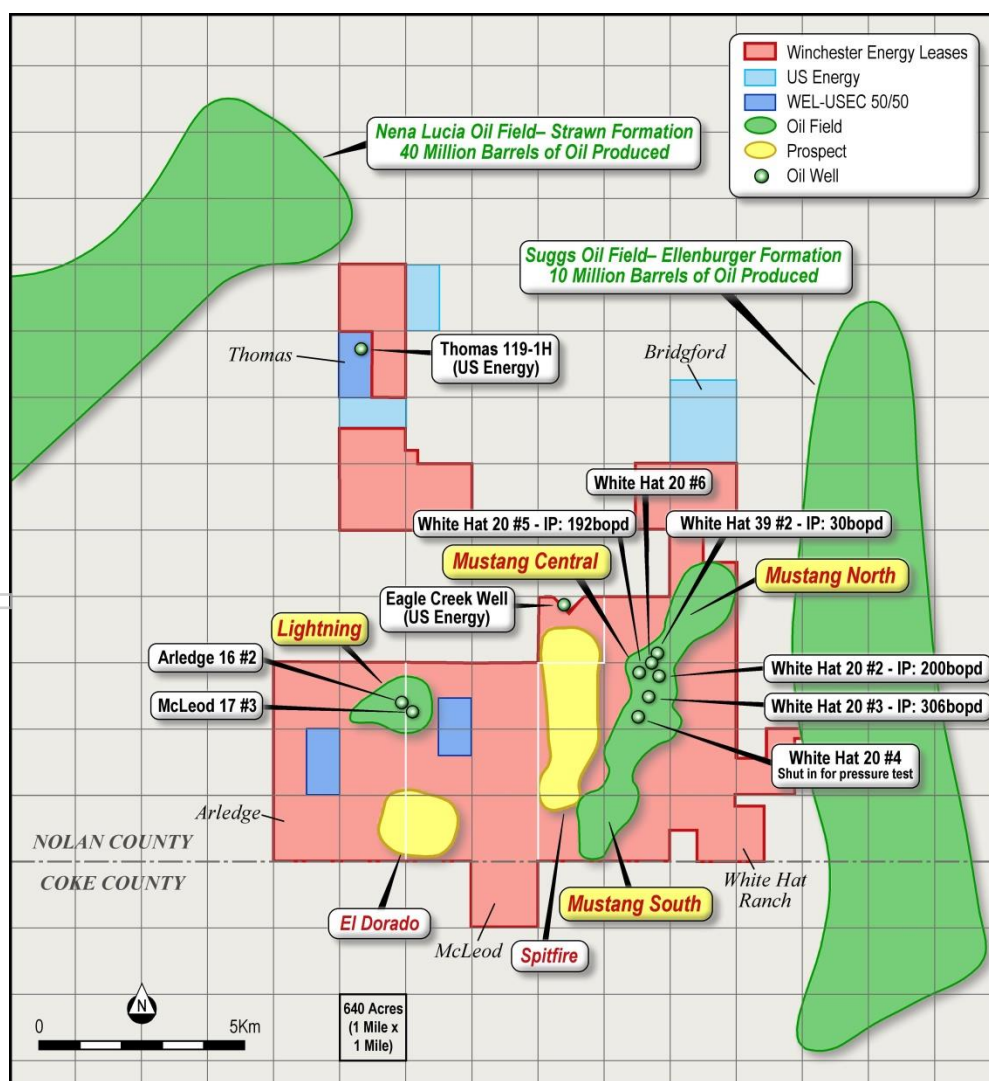 Winchester Energy Leases
US Energy
WEL-USEC 50/50
Oil Field
Prospect
Oil Well
Nena Lucia Oil Field– Strawn Formation
40 Million Barrels of Oil Produced
Suggs Oil Field– Ellenburger Formation
10 Million Barrels of Oil Produced
Thomas
Thomas 119-1H
(US Energy)
Bridgford
White Hat 20 #6
White Hat 20 #5 - IP: 192bopd
White Hat 39 #2 - IP: 30bopd
Mustang Central
Mustang North
Eagle Creek Well
(US Energy)
Lightning
Arledge 16 #2
McLeod 17 #3
White Hat 20 #2 - IP: 200bopd
White Hat 20 #3 - IP: 306bopd
White Hat 20 #4
Shut in for pressure test
Arledge
NOLAN COUNTY
COKE COUNTY
White Hat
Ranch
Mustang South
El Dorado
McLeod
Spitfire
N
0
5Km
640 Acres
(1 Mile x
1 Mile)